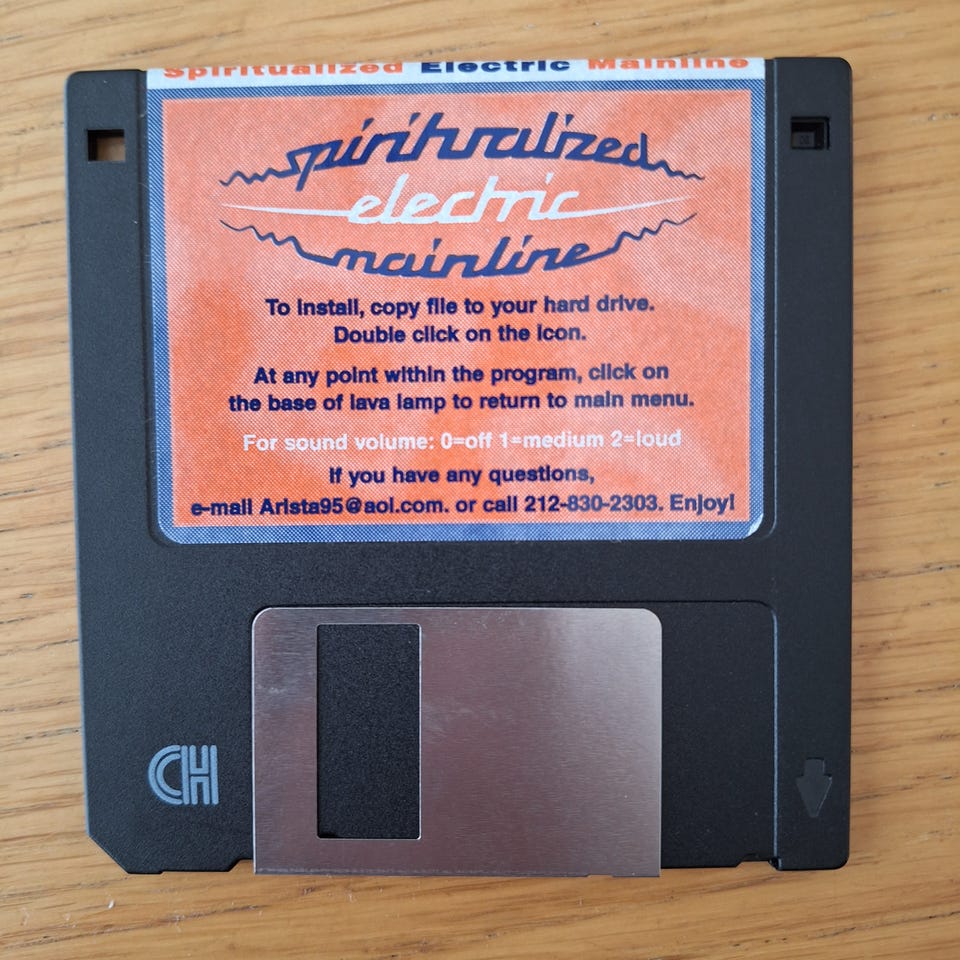 Spiritualized Electric Mainline
spiritualized
electric
mainline
To install, copy file to your hard drive.
Double click on the icon.
At any point within the program, click on
the base of lava lamp to return to main menu.
For sound volume: 0=off 1=medium 2=loud
If you have any questions,
e-mail Arista95@aol.com. or call 212-830-2303. Enjoy!
CH